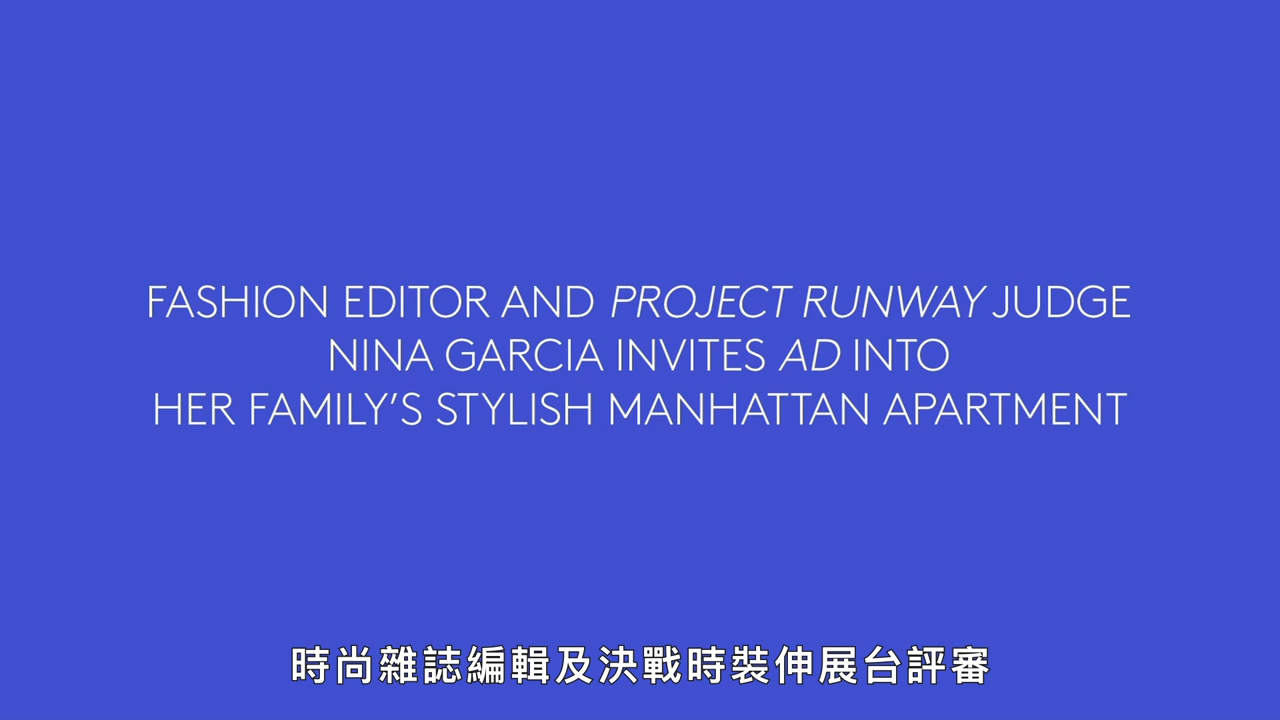 FASHION EDITOR AND PROJECT RUNWAY JUDGE
NINA GARCIA INVITES AD INTO
HER FAMILY’S STYLISH MANHATTAN APARTMENT
時尚雜誌編輯及決戰時裝伸展台評審